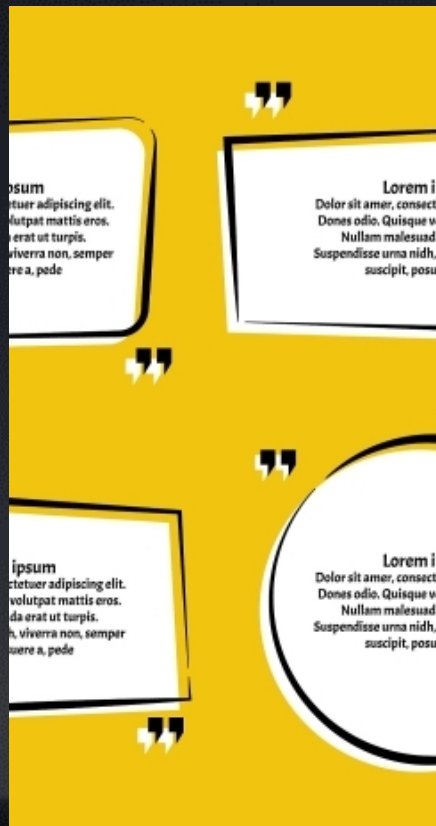 ipsum
ctetuer adipiscing elit.
volutpat mattis eros.
erat ut turpis.
viverra non, semper
ere a, pede
Lorem i
Dolor sit amer, consect
Dones odio. Quisque v
Nullam malesuad
Suspendisse urna nidh,
suscipit, posu
ipsum
ctetuer adipiscing elit.
volutpat mattis eros.
da erat ut turpis.
h, viverra non, semper
uere a, pede
Lorem i
Dolor sit amer, consect
Dones odio. Quisque v
Nullam malesuad
Suspendisse urna nidh,
suscipit, posu